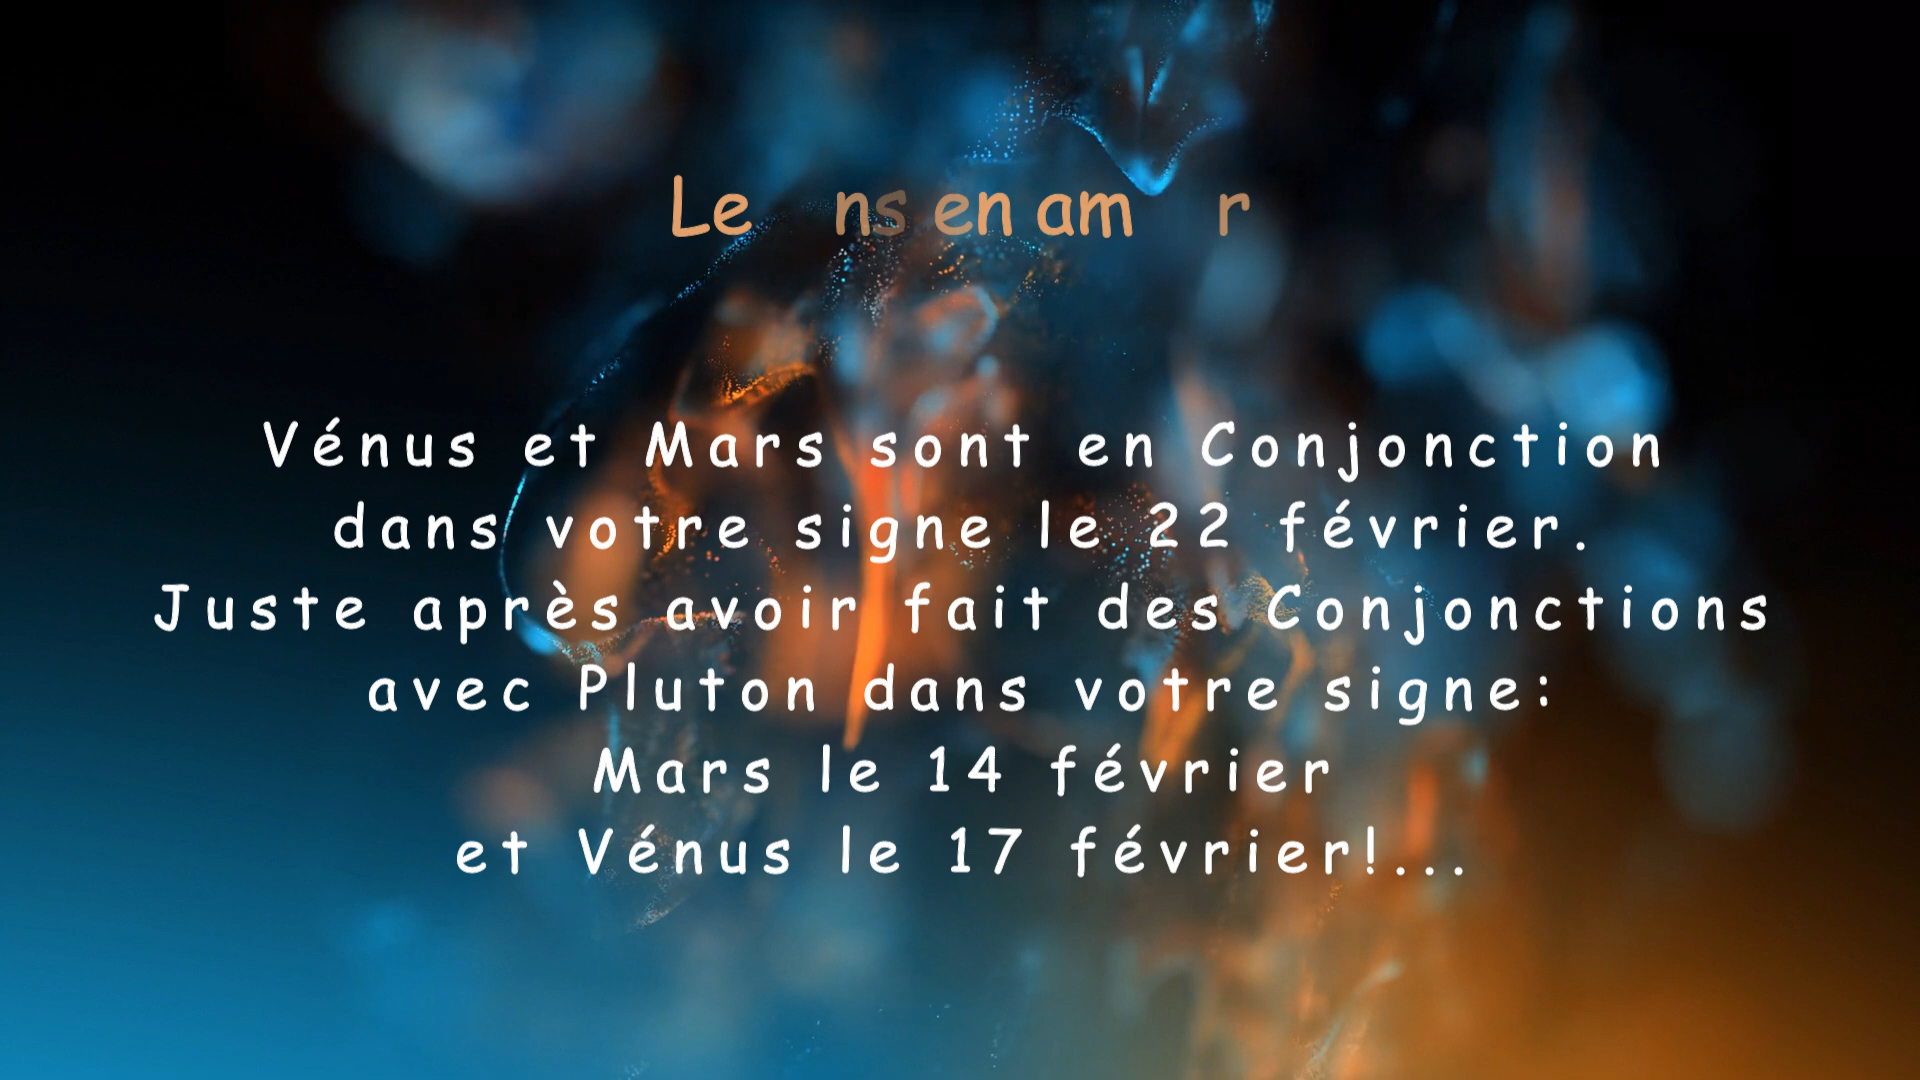 en
Vénus et Mars sont en Conjonction
dans votre signe le 22 février.
Juste après avoir fait des Conjonctions
avec Pluton dans votre signe:
Mars le 14 février
et Vénus le 17 février!...